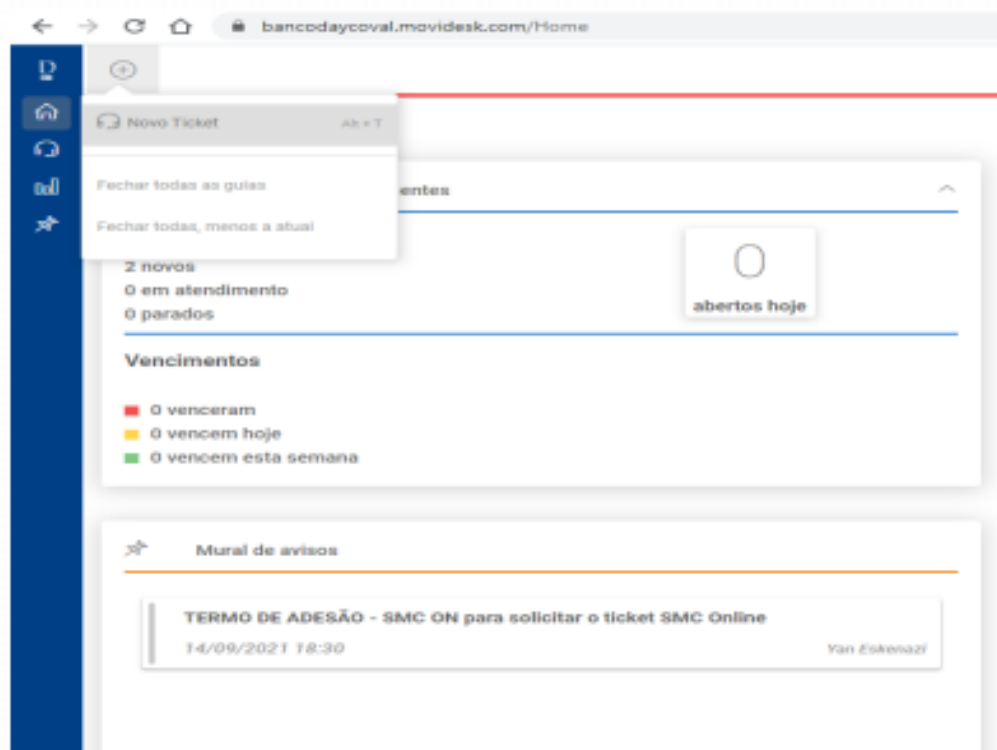 bancodaycoval.movidesk.com/Home
D
Novo Ticket Alt + T
Fechar todas as guias
Fechar todas, menos a atual
entes
2 novos
0 em atendimento
0 parados
0
abertos hoje
Vencimentos
0 venceram
0 vencem hoje
0 vencem esta semana
Mural de avisos
TERMO DE ADESÃO - SMC ON para solicitar o ticket SMC Online
14/09/2021 18:30 Yan Eskenazi